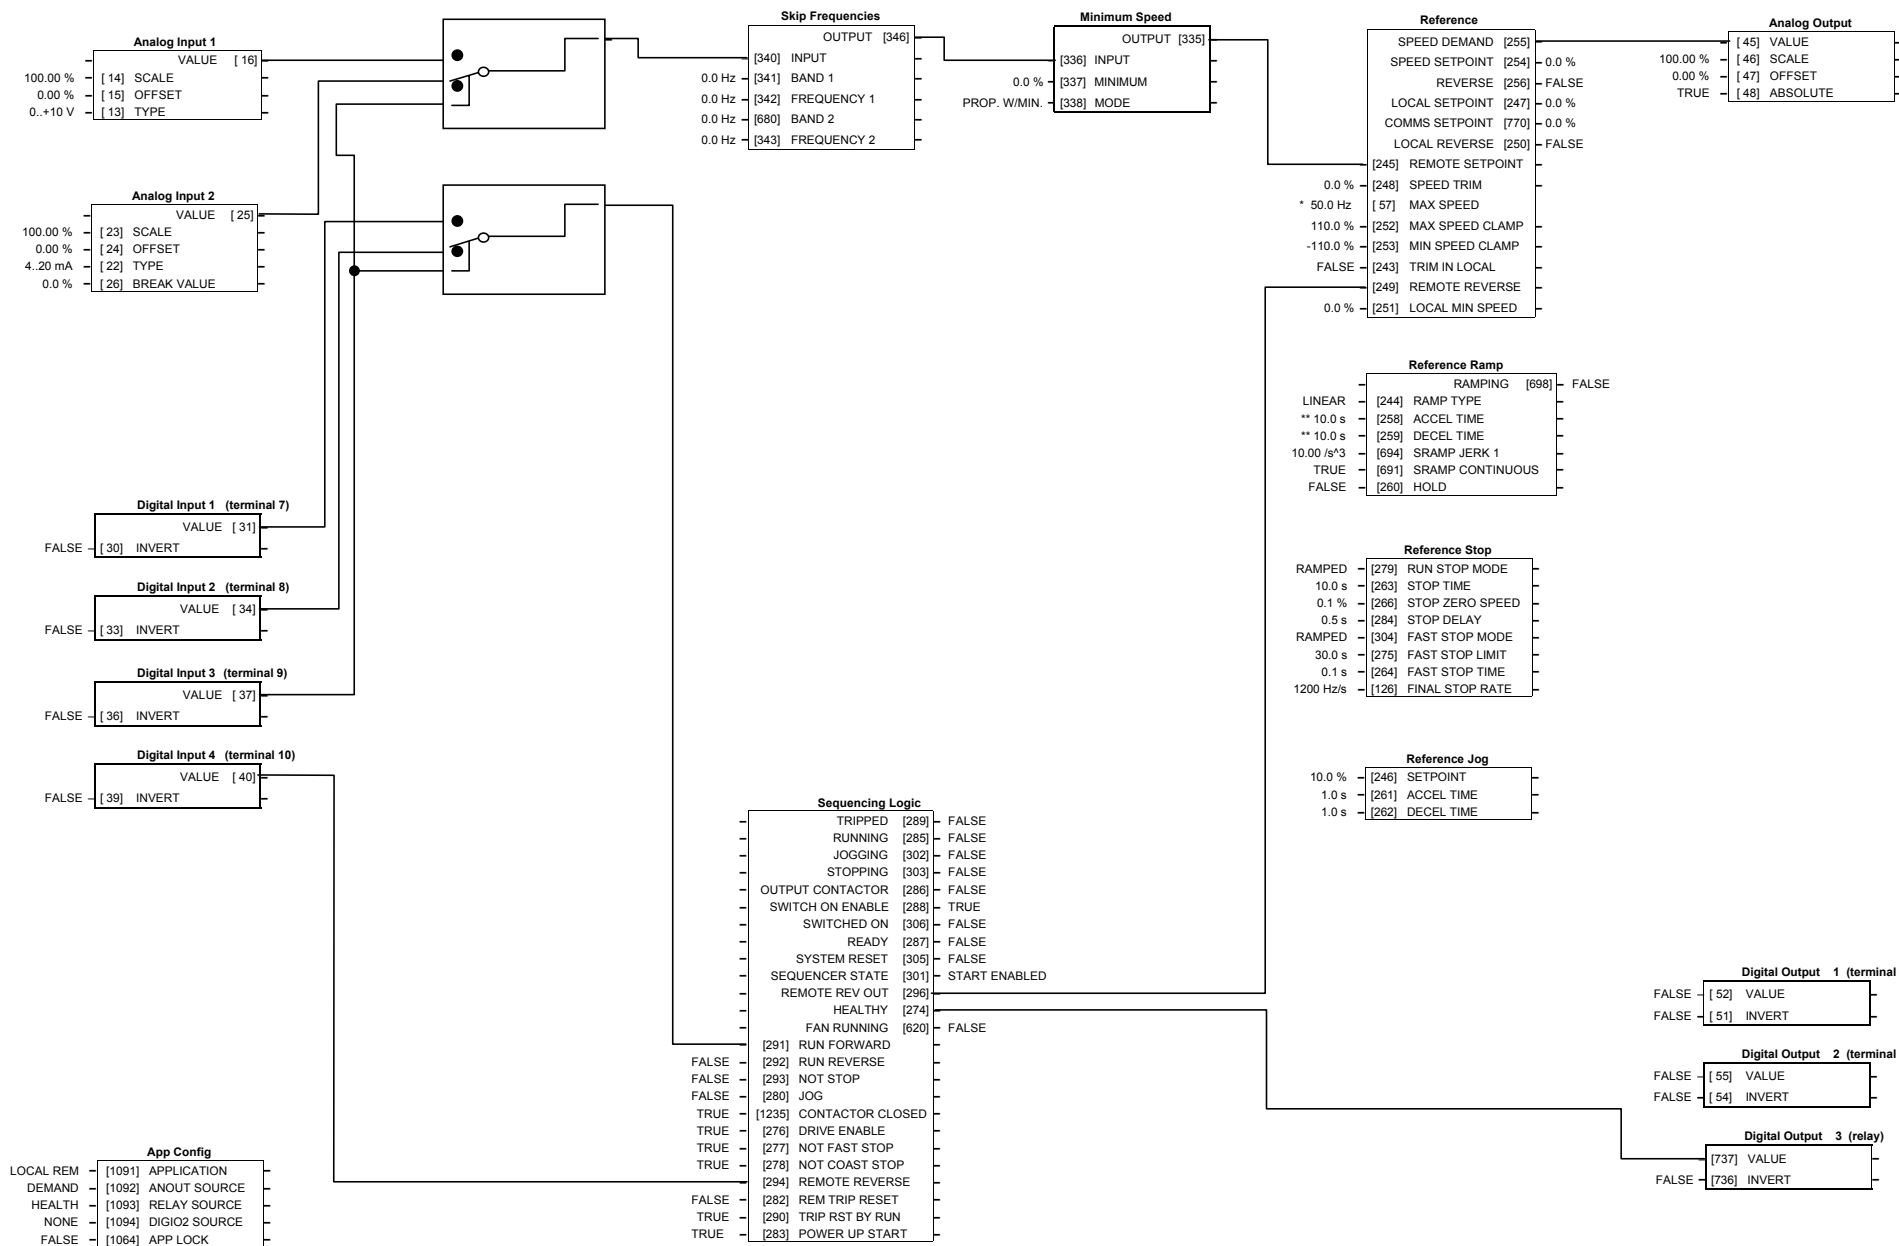 Analog Input 1
VALUE [ 16]
100.00 % [ 14] SCALE
0.00 % [ 15] OFFSET
0..+10 V [ 13] TYPE
Analog Input 2
VALUE [ 25]
100.00 % [ 23] SCALE
0.00 % [ 24] OFFSET
4..20 mA [ 22] TYPE
0.0 % [ 26] BREAK VALUE
Skip Frequencies
OUTPUT [346]
[340] INPUT
0.0 Hz [341] BAND 1
0.0 Hz [342] FREQUENCY 1
0.0 Hz [680] BAND 2
0.0 Hz [343] FREQUENCY 2
Minimum Speed
OUTPUT [335]
[336] INPUT
0.0 % [337] MINIMUM
PROP. W/MIN. [338] MODE
Reference
SPEED DEMAND [255]
SPEED SETPOINT [254] 0.0 %
REVERSE [256] FALSE
LOCAL SETPOINT [247] 0.0 %
COMMS SETPOINT [770] 0.0 %
LOCAL REVERSE [250] FALSE
[245] REMOTE SETPOINT
0.0 % [248] SPEED TRIM
* 50.0 Hz [ 57] MAX SPEED
110.0 % [252] MAX SPEED CLAMP
-110.0 % [253] MIN SPEED CLAMP
FALSE [243] TRIM IN LOCAL
[249] REMOTE REVERSE
0.0 % [251] LOCAL MIN SPEED
Analog Output
[ 45] VALUE
100.00 % [ 46] SCALE
0.00 % [ 47] OFFSET
TRUE [ 48] ABSOLUTE
Reference Ramp
RAMPING [698] FALSE
LINEAR [244] RAMP TYPE
** 10.0 s [258] ACCEL TIME
** 10.0 s [259] DECEL TIME
10.00 /s^3 [694] SRAMP JERK 1
TRUE [691] SRAMP CONTINUOUS
FALSE [260] HOLD
Digital Input 1 (terminal 7)
VALUE [ 31]
FALSE [ 30] INVERT
Digital Input 2 (terminal 8)
VALUE [ 34]
FALSE [ 33] INVERT
Digital Input 3 (terminal 9)
VALUE [ 37]
FALSE [ 36] INVERT
Digital Input 4 (terminal 10)
VALUE [ 40]
FALSE [ 39] INVERT
Reference Stop
RAMPED [279] RUN STOP MODE
10.0 s [263] STOP TIME
0.1 % [266] STOP ZERO SPEED
0.5 s [284] STOP DELAY
RAMPED [304] FAST STOP MODE
30.0 s [275] FAST STOP LIMIT
0.1 s [264] FAST STOP TIME
1200 Hz/s [126] FINAL STOP RATE
Reference Jog
10.0 % [246] SETPOINT
1.0 s [261] ACCEL TIME
1.0 s [262] DECEL TIME
Sequencing Logic
TRIPPED [289] FALSE
RUNNING [285] FALSE
JOGGING [302] FALSE
STOPPING [303] FALSE
OUTPUT CONTACTOR [286] FALSE
SWITCH ON ENABLE [288] TRUE
SWITCHED ON [306] FALSE
READY [287] FALSE
SYSTEM RESET [305] FALSE
SEQUENCER STATE [301] START ENABLED
REMOTE REV OUT [296]
HEALTHY [274]
FAN RUNNING [620] FALSE
[291] RUN FORWARD
FALSE [292] RUN REVERSE
FALSE [293] NOT STOP
FALSE [280] JOG
TRUE [1235] CONTACTOR CLOSED
TRUE [276] DRIVE ENABLE
TRUE [277] NOT FAST STOP
TRUE [278] NOT COAST STOP
[294] REMOTE REVERSE
FALSE [282] REM TRIP RESET
TRUE [290] TRIP RST BY RUN
TRUE [283] POWER UP START
Digital Output 1 (terminal
FALSE [ 52] VALUE
FALSE [ 51] INVERT
Digital Output 2 (terminal
FALSE [ 55] VALUE
FALSE [ 54] INVERT
Digital Output 3 (relay)
[737] VALUE
FALSE [736] INVERT
App Config
LOCAL REM [1091] APPLICATION
DEMAND [1092] ANOUT SOURCE
HEALTH [1093] RELAY SOURCE
NONE [1094] DIGIO2 SOURCE
FALSE [1064] APP LOCK